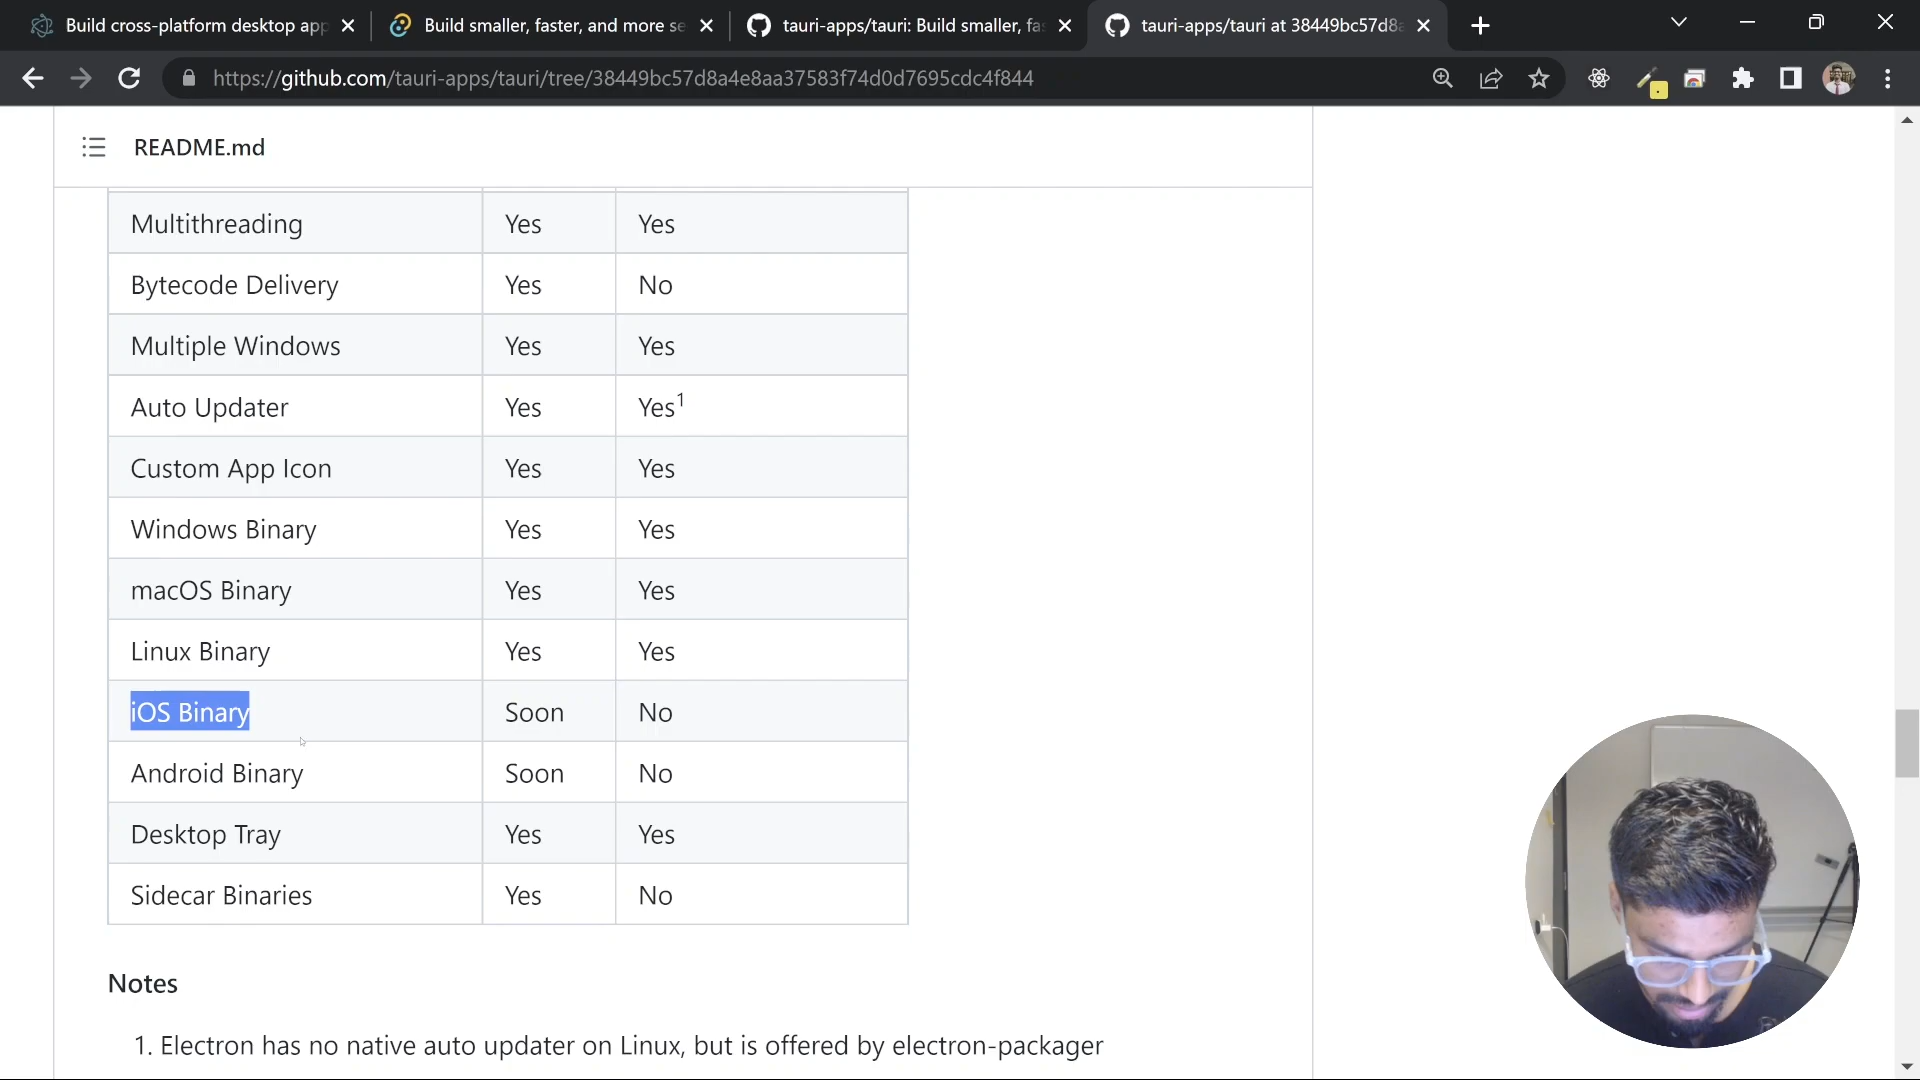 Build cross-platform desktop app
Build smaller, faster, and more se
tauri-apps/tauri: Build smaller, fa
tauri-apps/tauri at 38449bc57d8a
https://github.com/tauri-apps/tauri/tree/38449bc57d8a4e8aa37583f74d0d7695cdc4f844
README.md
Multithreading Yes Yes
Bytecode Delivery Yes No
Multiple Windows Yes Yes
Auto Updater Yes Yes1
Custom App Icon Yes Yes
Windows Binary Yes Yes
macOS Binary Yes Yes
Linux Binary Yes Yes
iOS Binary Soon No
Android Binary Soon No
Desktop Tray Yes Yes
Sidecar Binaries Yes No
Notes
1. Electron has no native auto updater on Linux, but is offered by electron-packager